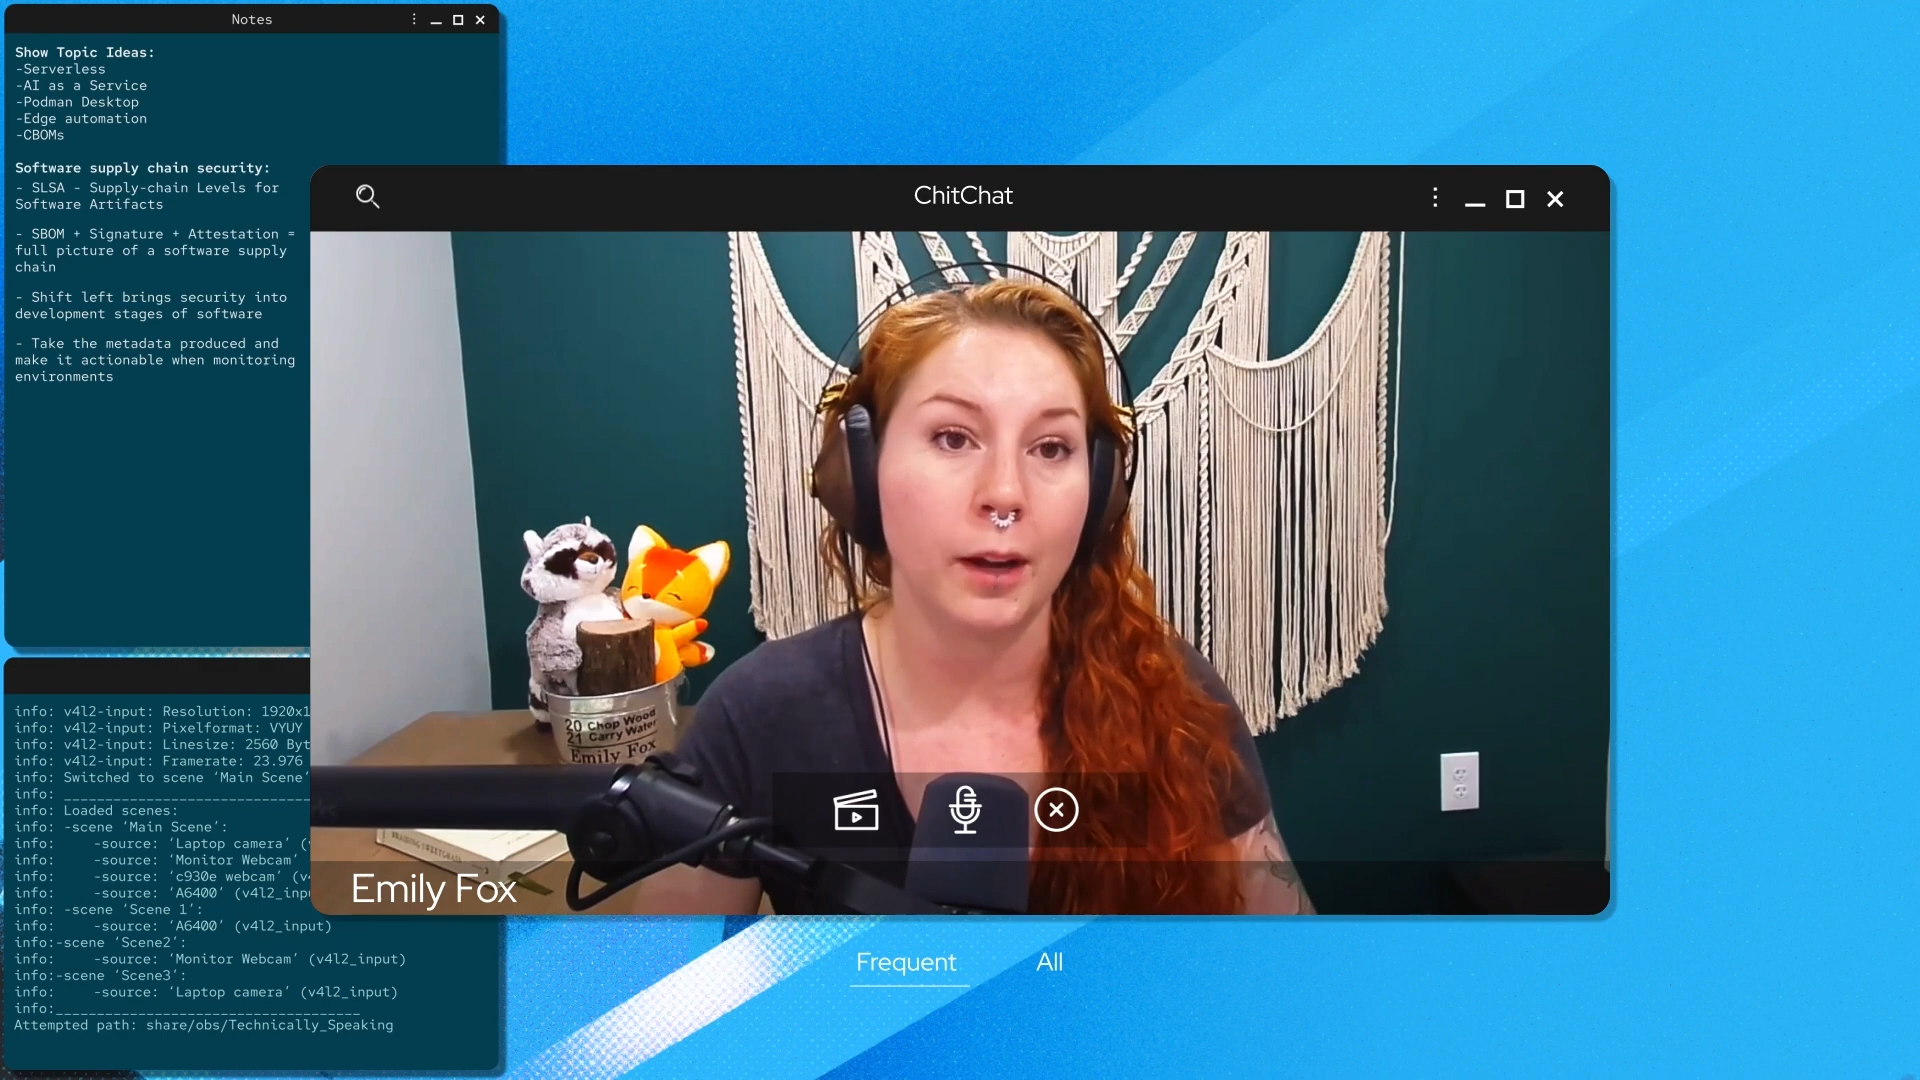 Notes
Show Topic Ideas:
-Serverless
-AI as a Service
-Podman Desktop
-Edge automation
-CBOMs
Software supply chain security:
- SLSA - Supply-chain Levels for
Software Artifacts
- SBOM + Signature + Attestation =
full picture of a software supply
chain
- Shift left brings security into
development stages of software
- Take the metadata produced and
make it actionable when monitoring
environments
info: v4l2-input: Resolution: 1920x1
info: v4l2-input: Pixelformat: VYUY
info: v4l2-input: Linesize: 2560 Byt
info: v4l2-input: Framerate: 23.976
info: Switched to scene ‘Main Scene’
info: ______________________________
info: Loaded scenes:
info: -scene ‘Main Scene’:
info:     -source: ‘Laptop camera’ (
info:     -source: ‘Monitor Webcam’
info:     -source: ‘c930e webcam’ (v
info:     -source: ‘A6400’ (v4l2_inp
info: -scene ‘Scene 1’:
info:     -source: ‘A6400’ (v4l2_input)
info:-scene ‘Scene2’:
info:     -source: ‘Monitor Webcam’ (v4l2_input)
info:-scene ‘Scene3’:
info:     -source: ‘Laptop camera’ (v4l2_input)
info:_____________________________________
Attempted path: share/obs/Technically_Speaking
ChitChat
20 Chop Wood
21 Carry Water
Emily Fox
BRAIDING SWEETGRASS
Emily Fox
Frequent
All